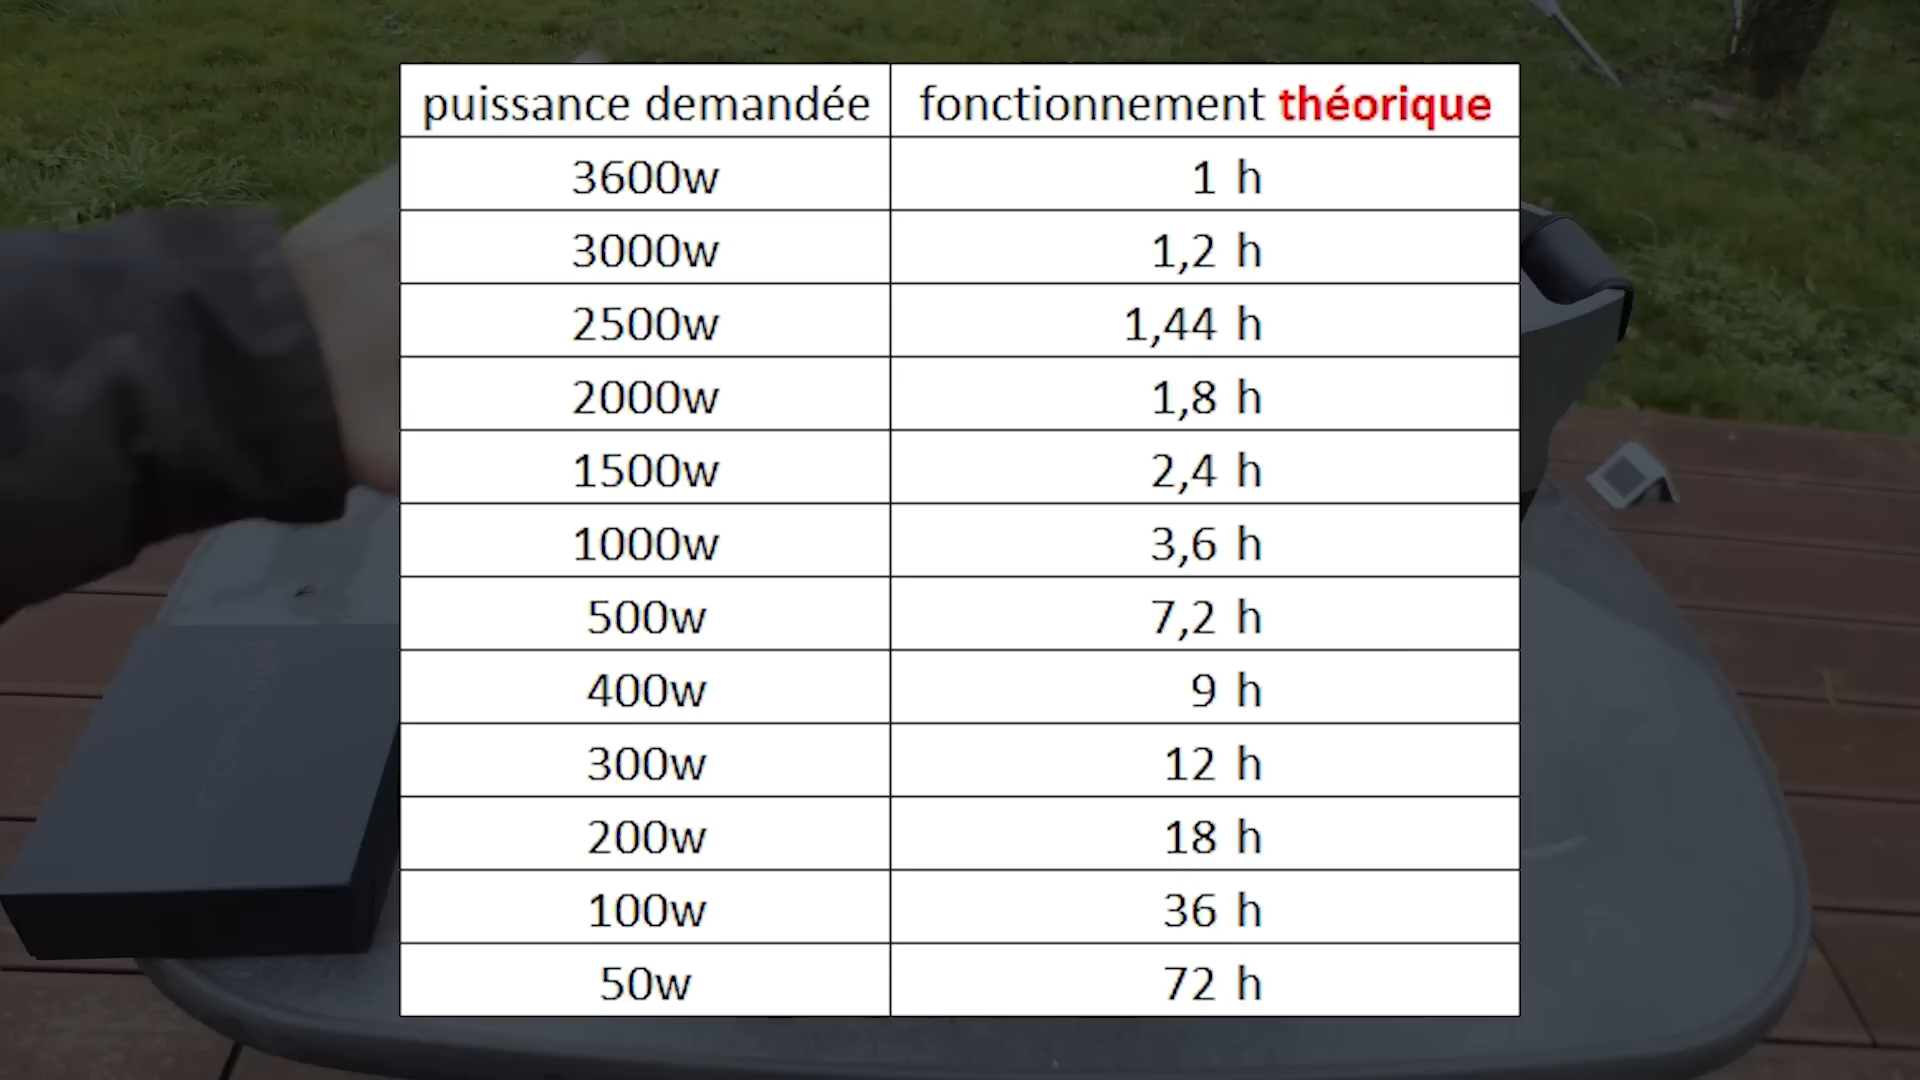 puissance demandée fonctionnement théorique
3600w 1 h
3000w 1,2 h
2500w 1,44 h
2000w 1,8 h
1500w 2,4 h
1000w 3,6 h
500w 7,2 h
400w 9 h
300w 12 h
200w 18 h
100w 36 h
50w 72 h